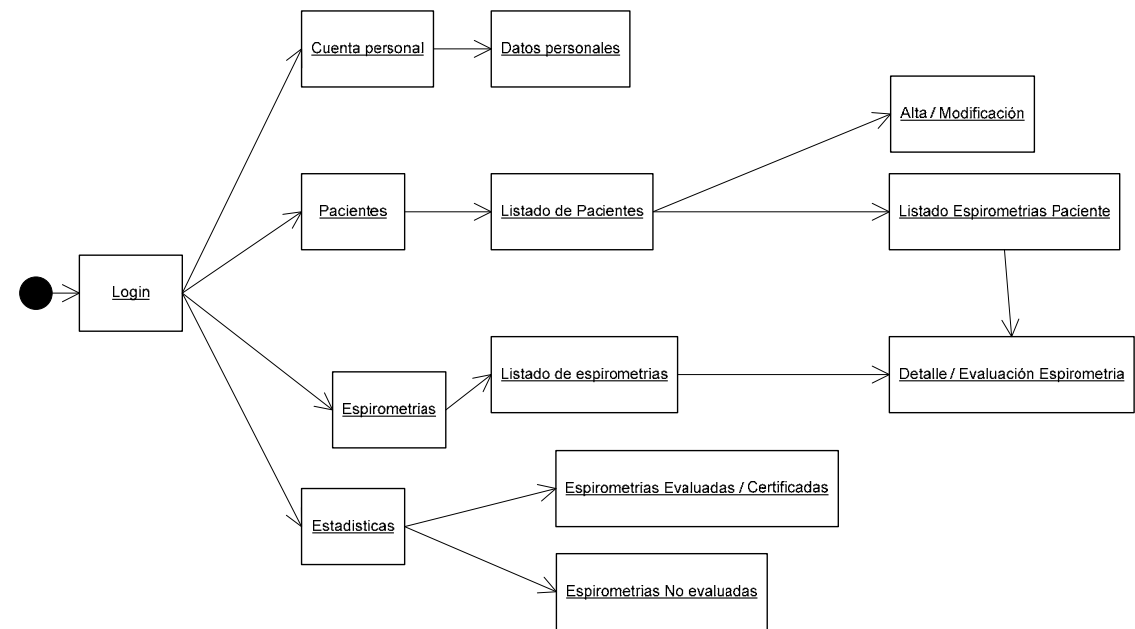 Cuenta personal
Datos personales
Alta / Modificación
Pacientes
Listado de Pacientes
Listado Espirometrias Paciente
Login
Listado de espirometrias
Detalle / Evaluación Espirometria
Espirometrías
Espirometrias Evaluadas / Certificadas
Estadisticas
Espirometrias No evaluadas